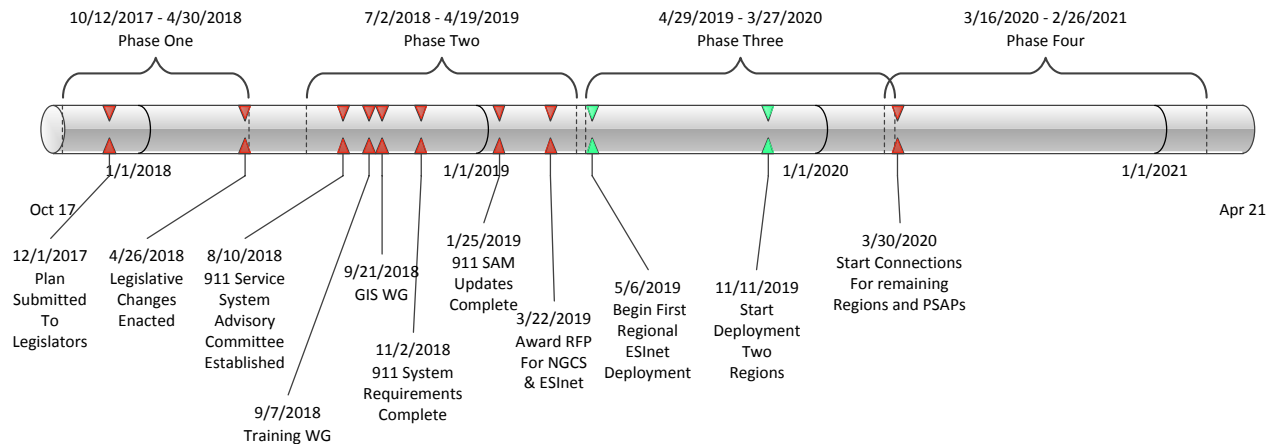 10/12/2017 - 4/30/2018
Phase One
7/2/2018 - 4/19/2019
Phase Two
4/29/2019 - 3/27/2020
Phase Three
3/16/2020 - 2/26/2021
Phase Four
1/1/2018
1/1/2019
1/1/2020
1/1/2021
Oct 17
Apr 21
12/1/2017
Plan
Submitted
To
Legislators
4/26/2018
Legislative
Changes
Enacted
8/10/2018
911 Service
System
Advisory
Committee
Established
9/7/2018
Training WG
9/21/2018
GIS WG
11/2/2018
911 System
Requirements
Complete
1/25/2019
911 SAM
Updates
Complete
3/22/2019
Award RFP
For NGCS
& ESInet
5/6/2019
Begin First
Regional
ESInet
Deployment
11/11/2019
Start
Deployment
Two
Regions
3/30/2020
Start Connections
For remaining
Regions and PSAPs